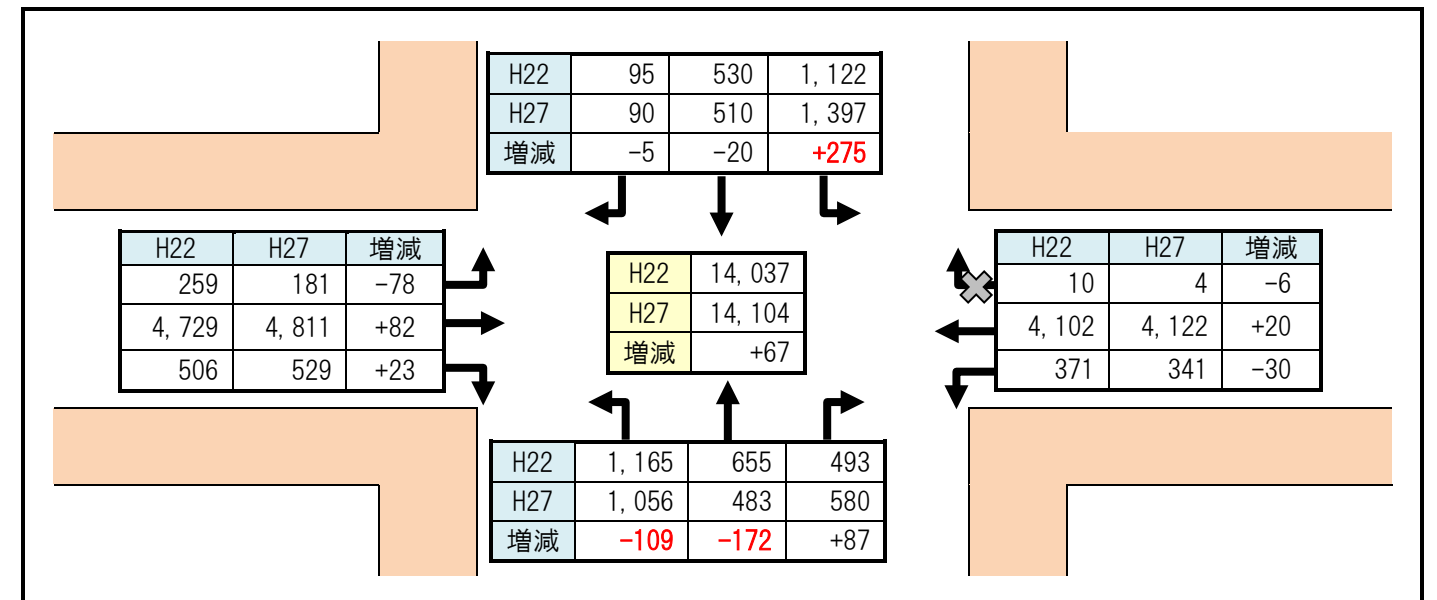 H22 95 530 1,122
H27 90 510 1,397
増減 -5 -20 +275
H22 H27 増減
259 181 -78
4,729 4,811 +82
506 529 +23
H22 14,037
H27 14,104
増減 +67
H22 H27 増減
10 4 -6
4,102 4,122 +20
371 341 -30
H22 1,165 655 493
H27 1,056 483 580
増減 -109 -172 +87